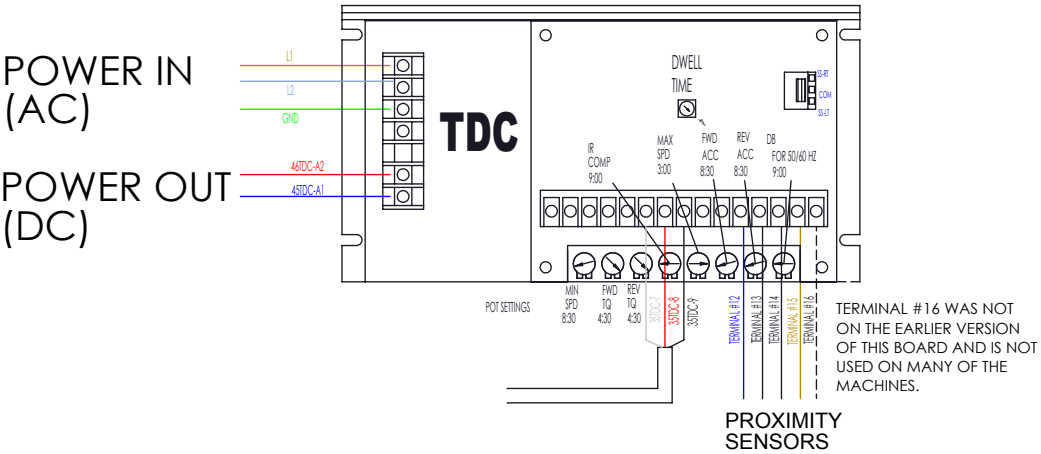 POWER IN
(AC)
L1
L2
GND
POWER OUT
(DC)
46TDC-A2
45TDC-A1
TDC
DWELL
TIME
SS-RT
COM
SS-LT
IR
COMP
9:00
MAX
SPD
3:00
FWD
ACC
8:30
REV
ACC
8:30
DB
FOR 50/60 HZ
9:00
POT SETTINGS
MIN
SPD
8:30
FWD
TQ
4:30
REV
TQ
4:30
35TDC-7
35TDC-8
35TDC-9
TERMINAL #12
TERMINAL #13
TERMINAL #14
TERMINAL #15
TERMINAL #16
TERMINAL #16 WAS NOT
ON THE EARLIER VERSION
OF THIS BOARD AND IS NOT
USED ON MANY OF THE
MACHINES.
PROXIMITY
SENSORS